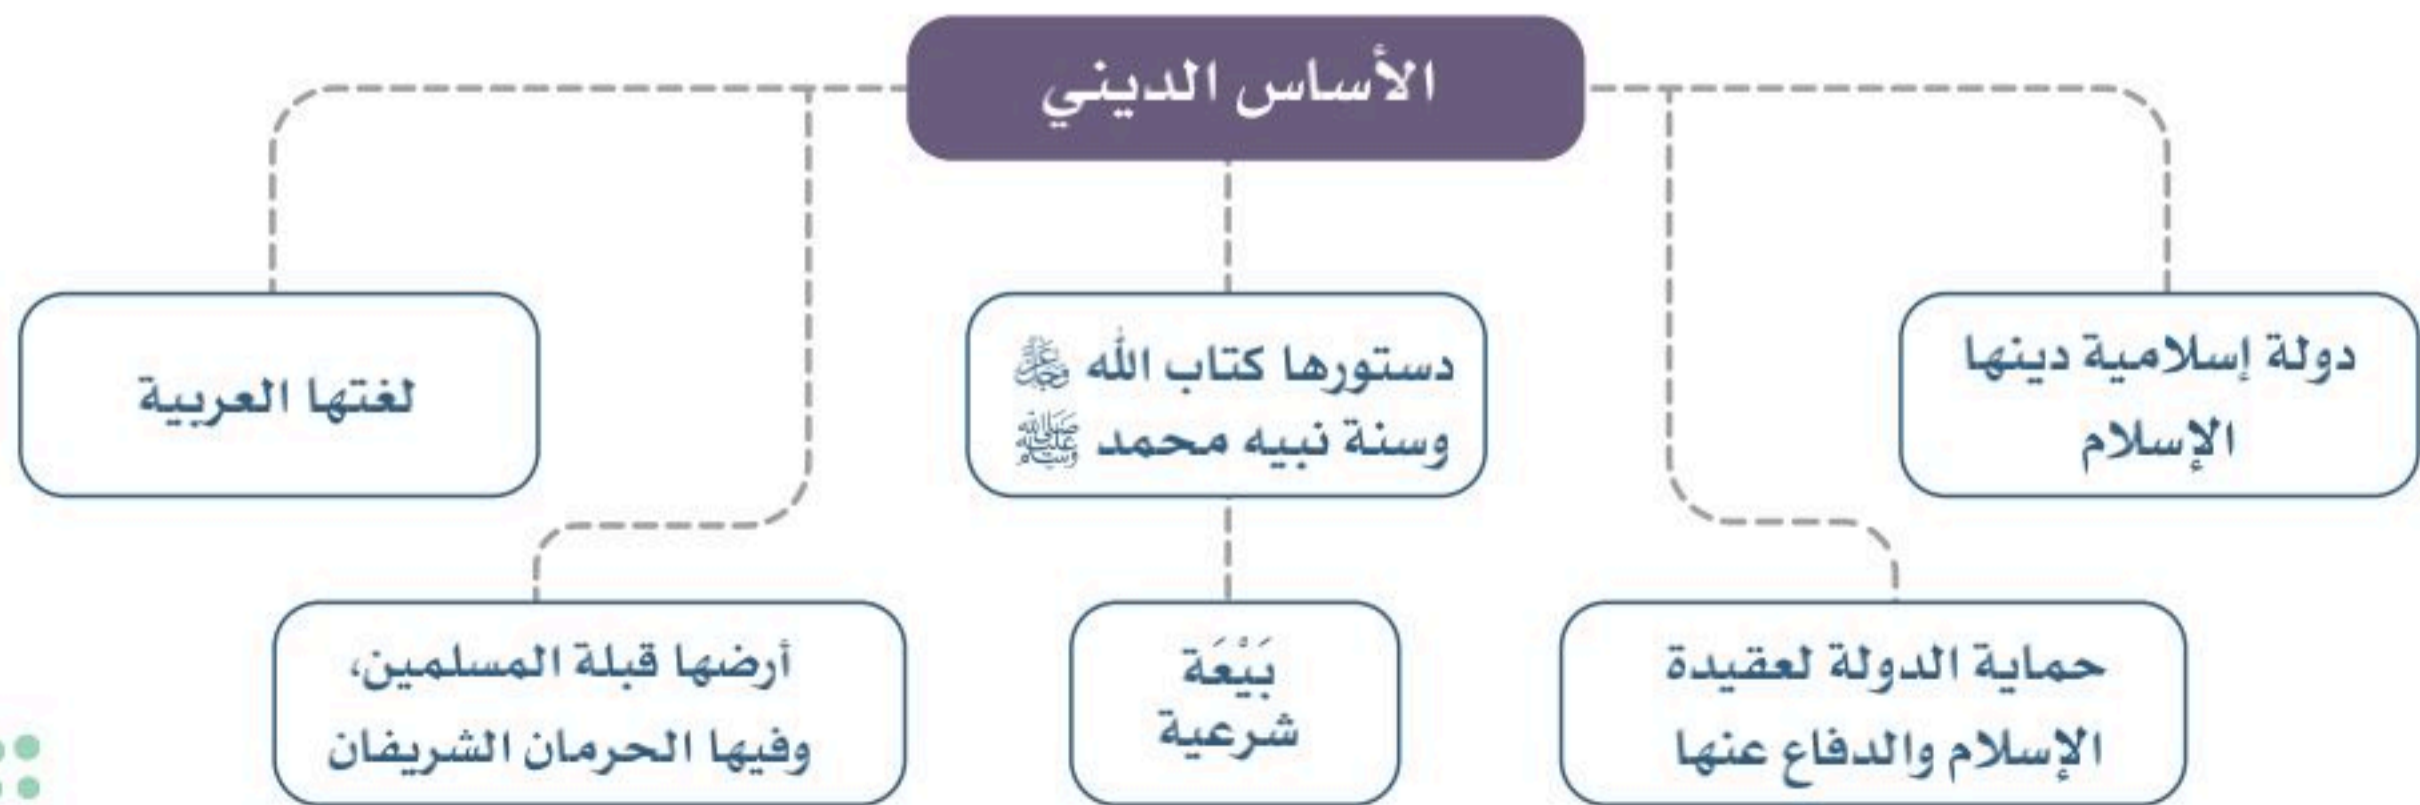 الأساس الديني
دولة إسلامية دينها
الإسلام
دستورها كتاب الله ﷻ
وسنة نبيه محمد ﷺ
لغتها العربية
حماية الدولة لعقيدة
الإسلام والدفاع عنها
بَيْعَة
شرعية
أرضها قبلة المسلمين،
وفيها الحرمان الشريفان